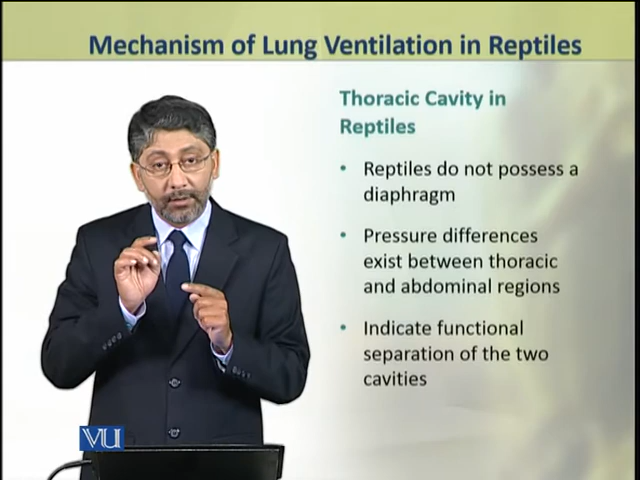 Mechanism of Lung Ventilation in Reptiles
Thoracic Cavity in
Reptiles
• Reptiles do not possess a
diaphragm
• Pressure differences
exist between thoracic
and abdominal regions
• Indicate functional
separation of the two
cavities
VU